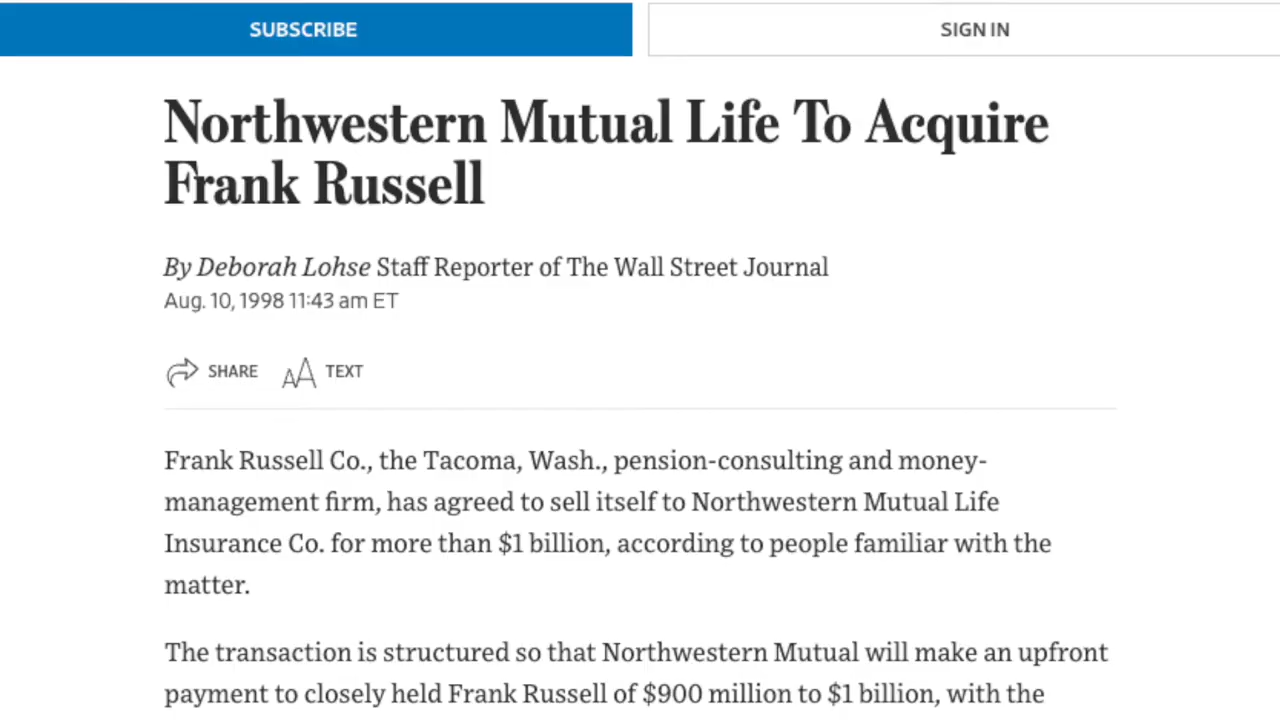 SUBSCRIBE
SIGN IN
Northwestern Mutual Life To Acquire
Frank Russell
By Deborah Lohse Staff Reporter of The Wall Street Journal
Aug. 10, 1998 11:43 am ET
SHARE
AA TEXT
Frank Russell Co., the Tacoma, Wash., pension-consulting and money-
management firm, has agreed to sell itself to Northwestern Mutual Life
Insurance Co. for more than $1 billion, according to people familiar with the
matter.
The transaction is structured so that Northwestern Mutual will make an upfront
payment to closely held Frank Russell of $900 million to $1 billion, with the